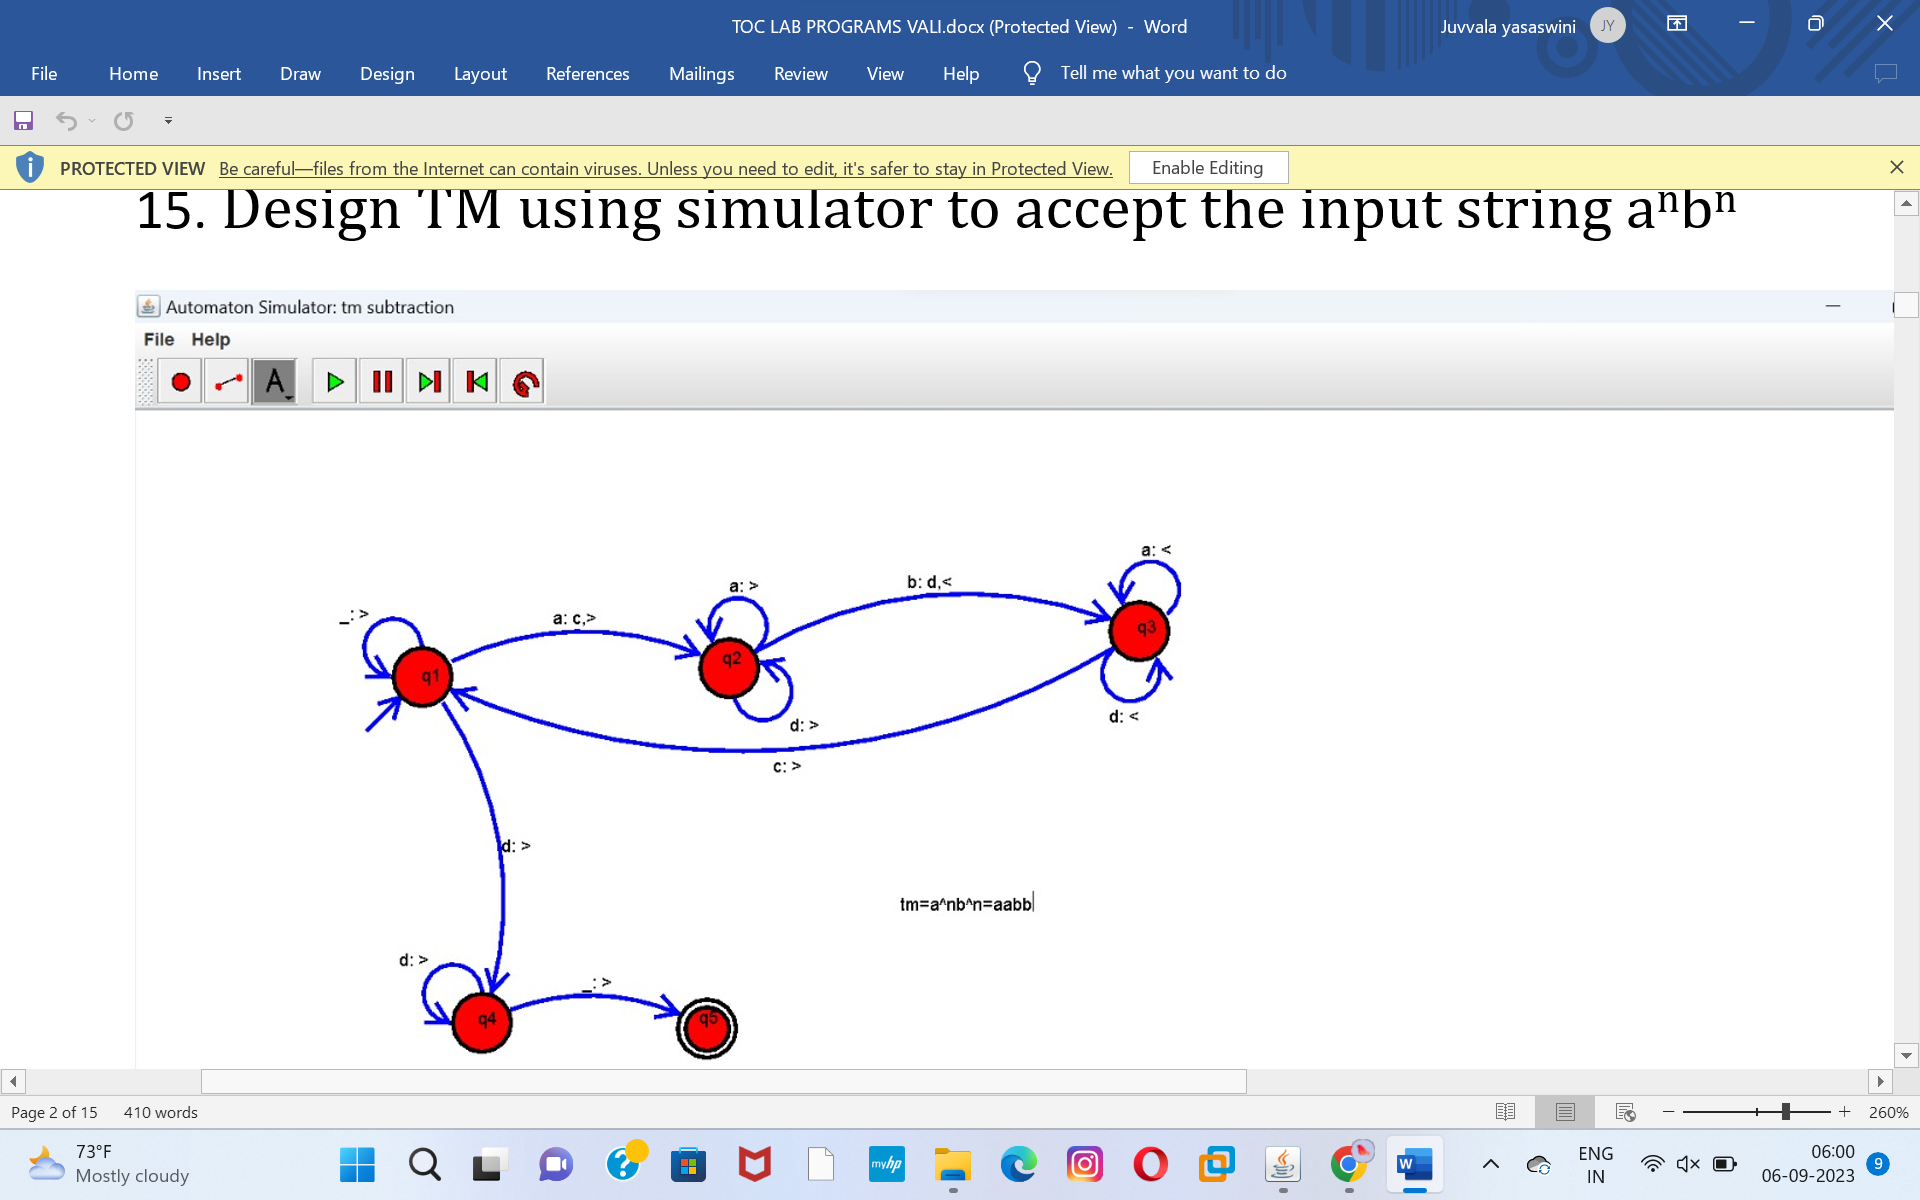 TOC LAB PROGRAMS VALI.docx (Protected View) - Word
Juvvala yasaswini JY
File Home Insert Draw Design Layout References Mailings Review View Help Tell me what you want to do
PROTECTED VIEW Be careful—files from the Internet can contain viruses. Unless you need to edit, it's safer to stay in Protected View. Enable Editing
15. Design TM using simulator to accept the input string aⁿbⁿ
Automaton Simulator: tm subtraction
File Help
A
a: <
a: >
b: d,<
_: >
a: c,>
q3
q2
q1
d: <
d: >
c: >
d: >
tm=a^nb^n=aabb
d: >
_: >
q4
q5
Page 2 of 15 410 words
260%
73°F
Mostly cloudy
myhp
W
ENG
IN
06:00
06-09-2023
9